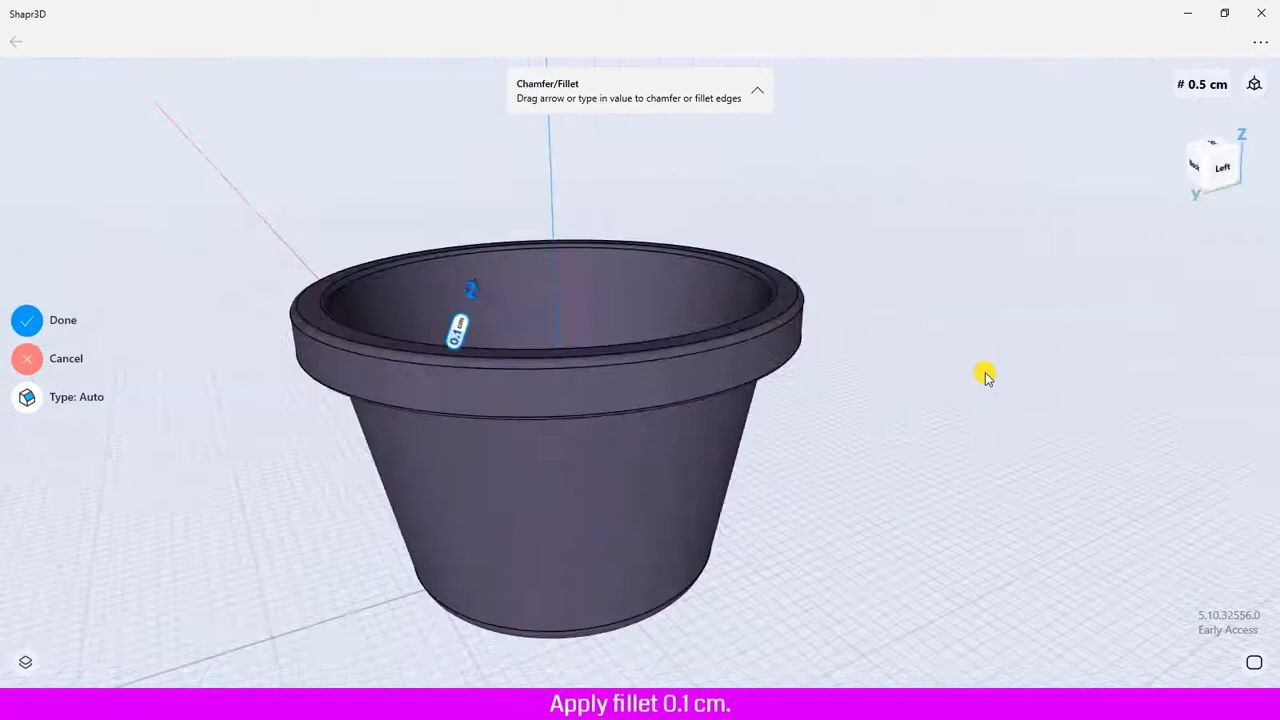 Shapr3D
Chamfer/Fillet
Drag arrow or type in value to chamfer or fillet edges
# 0.5 cm
Z
Back
Left
Y
0.1 cm
Done
Cancel
Type: Auto
5.10.32556.0
Early Access
Apply fillet 0.1 cm.